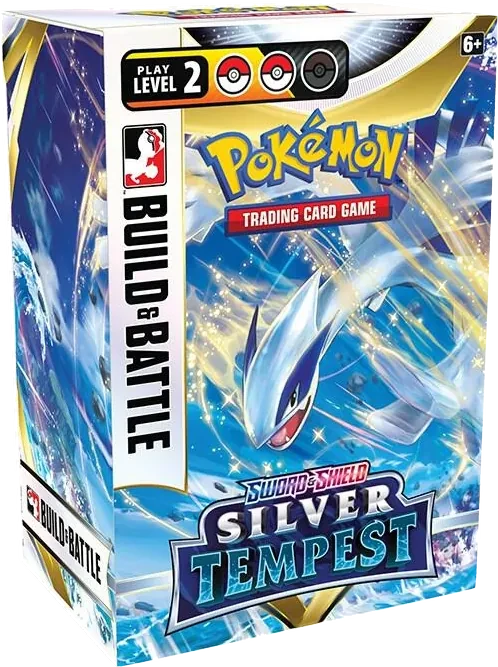 PLAY
LEVEL 2
6+
POKÉMON
TRADING CARD GAME
BUILD & BATTLE
SWORD & SHIELD
SILVER
TEMPEST
BUILD & BATTLE